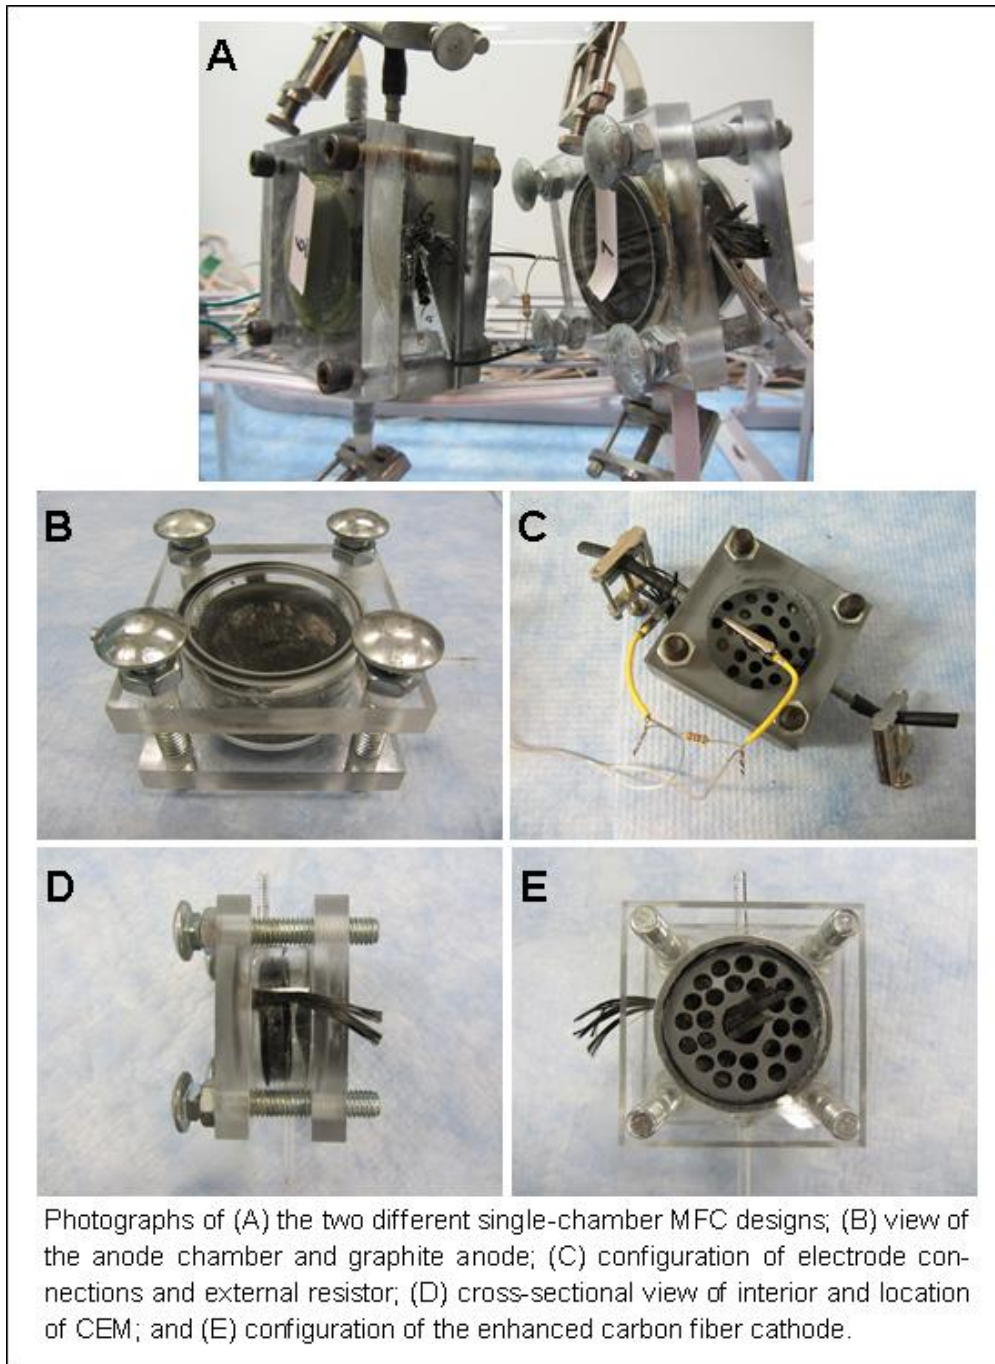 A
6
7
B
C
D
E
Photographs of (A) the two different single-chamber MFC designs; (B) view of
the anode chamber and graphite anode; (C) configuration of electrode con-
nections and external resistor; (D) cross-sectional view of interior and location
of CEM; and (E) configuration of the enhanced carbon fiber cathode.